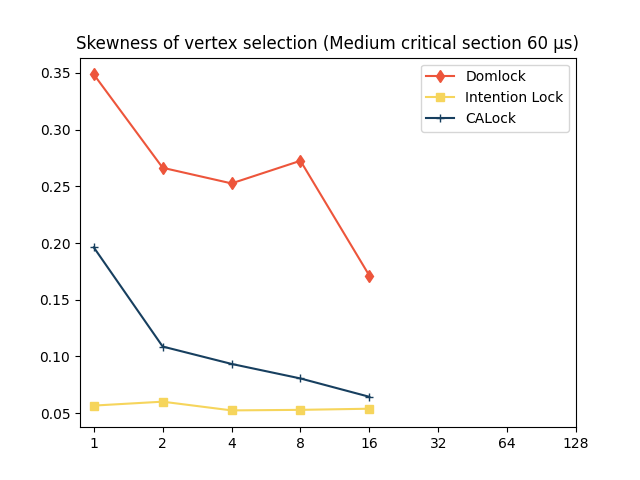 Skewness of vertex selection (Medium critical section 60 μs)
Domlock
Intention Lock
CALock
0.35
0.30
0.25
0.20
0.15
0.10
0.05
1 2 4 8 16 32 64 128